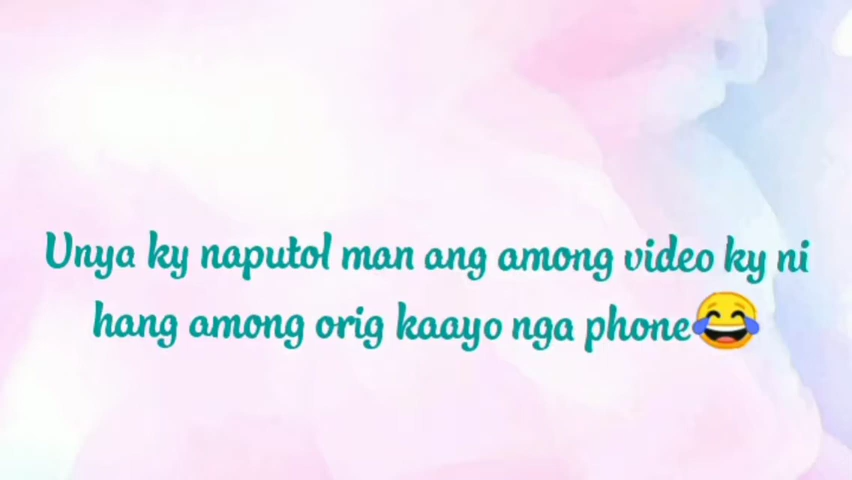 Unya ky naputol man ang among video ky ni
hang among orig kaayo nga phone😂